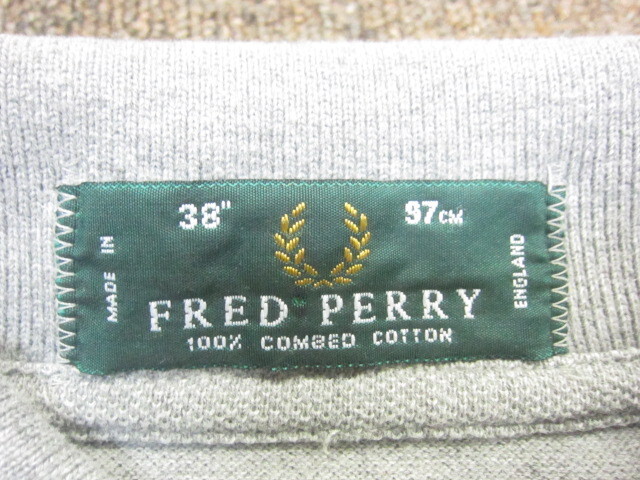 38" 97CM
MADE IN
ENGLAND
FRED PERRY
100% COMBED COTTON